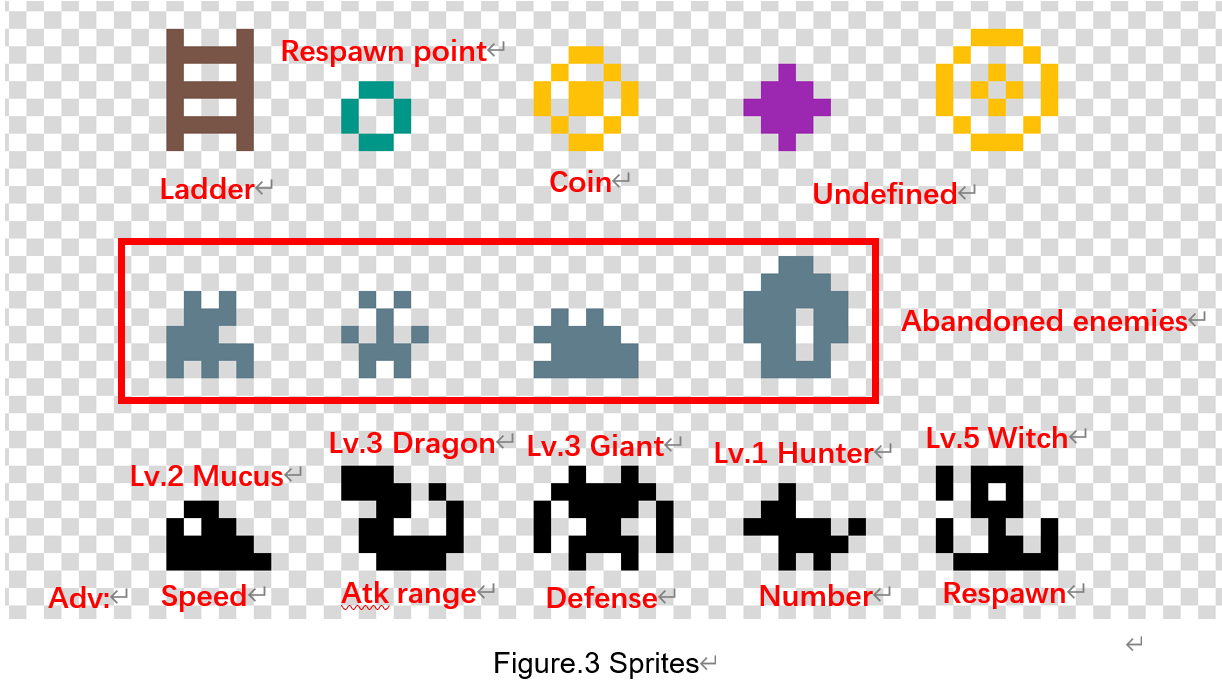 Respawn point
Ladder
Coin
Undefined
Abandoned enemies
Lv.2 Mucus
Lv.3 Dragon
Lv.3 Giant
Lv.1 Hunter
Lv.5 Witch
Adv: Speed Atk range Defense Number Respawn
Figure.3 Sprites